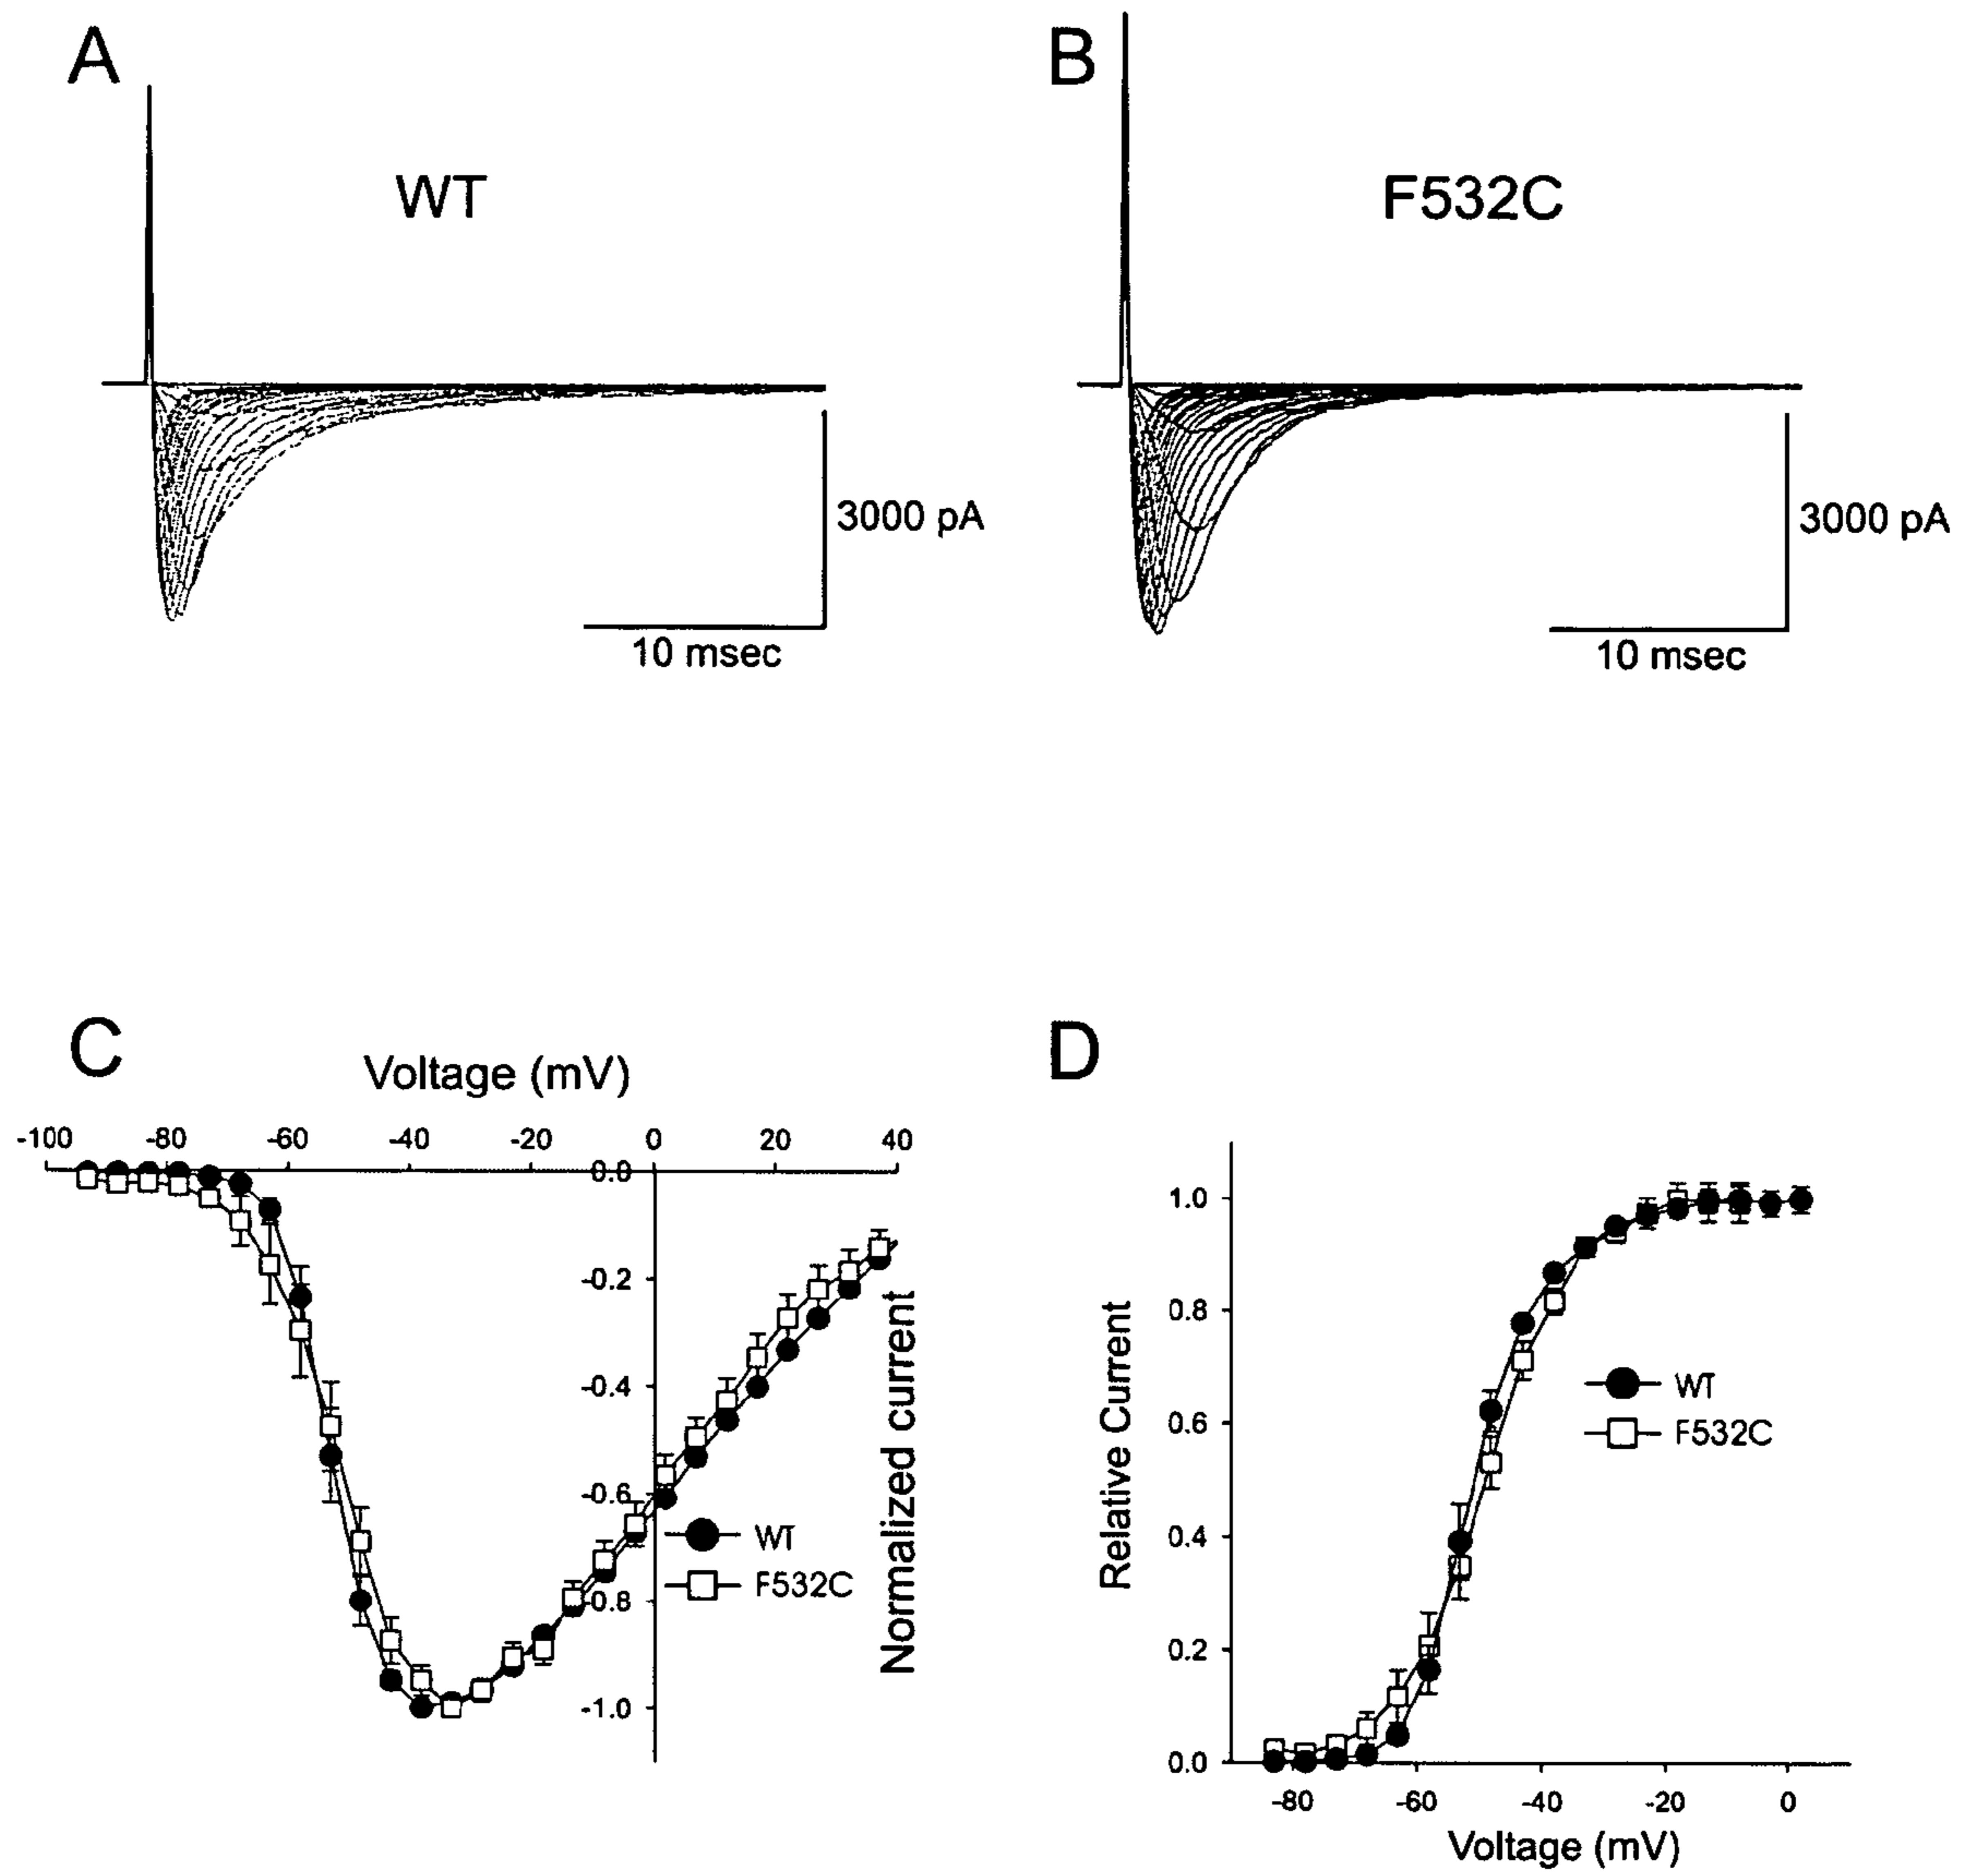 A
B
WT
F532C
3000 pA
10 msec
3000 pA
10 msec
C
Voltage (mV)
-100 -80 -60 -40 -20 0 20 40
0.0
-0.2
-0.4
-0.6
-0.8
-1.0
Normalized current
WT
F532C
D
1.0
0.8
0.6
0.4
0.2
0.0
Relative Current
WT
F532C
-80 -60 -40 -20 0
Voltage (mV)